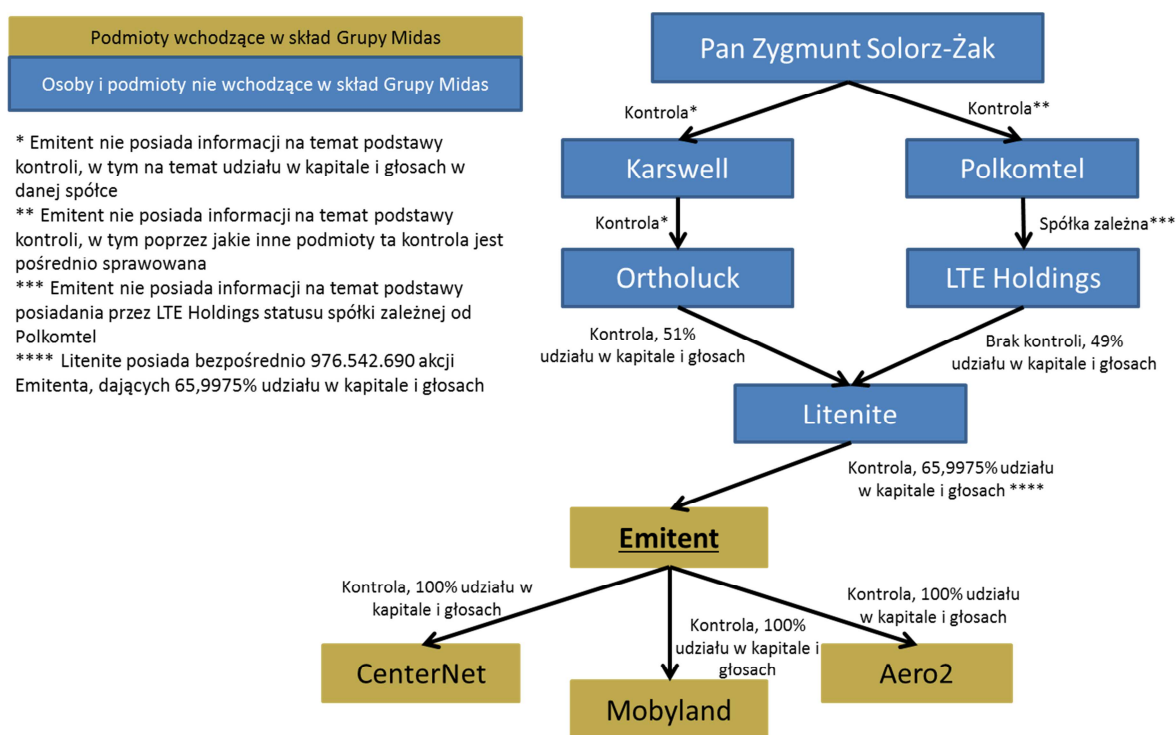 Podmioty wchodzące w skład Grupy Midas
Osoby i podmioty nie wchodzące w skład Grupy Midas
* Emitent nie posiada informacji na temat podstawy
kontroli, w tym na temat udziału w kapitale i głosach w
danej spółce
** Emitent nie posiada informacji na temat podstawy
kontroli, w tym poprzez jakie inne podmioty ta kontrola jest
pośrednio sprawowana
*** Emitent nie posiada informacji na temat podstawy
posiadania przez LTE Holdings statusu spółki zależnej od
Polkomtel
**** Litenite posiada bezpośrednio 976.542.690 akcji
Emitenta, dających 65,9975% udziału w kapitale i głosach
Pan Zygmunt Solorz-Żak
Kontrola*
Kontrola**
Karswell
Polkomtel
Kontrola*
Spółka zależna***
Ortholuck
LTE Holdings
Kontrola, 51%
udziału w kapitale i głosach
Brak kontroli, 49%
udziału w kapitale i głosach
Litenite
Kontrola, 65,9975% udziału
w kapitale i głosach ****
Emitent
Kontrola, 100% udziału w
kapitale i głosach
Kontrola, 100%
udziału w kapitale i
głosach
Kontrola, 100% udziału
w kapitale i głosach
CenterNet
Mobyland
Aero2